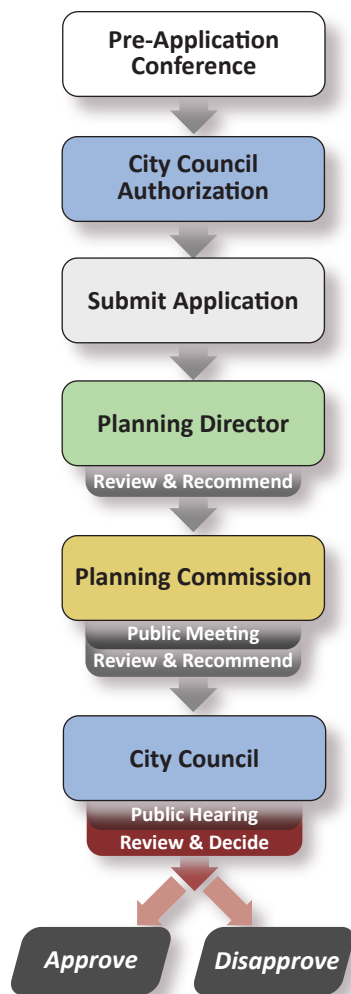 Pre-Application
Conference
City Council
Authorization
Submit Application
Planning Director
Review & Recommend
Planning Commission
Public Meeting
Review & Recommend
City Council
Public Hearing
Review & Decide
Approve
Disapprove